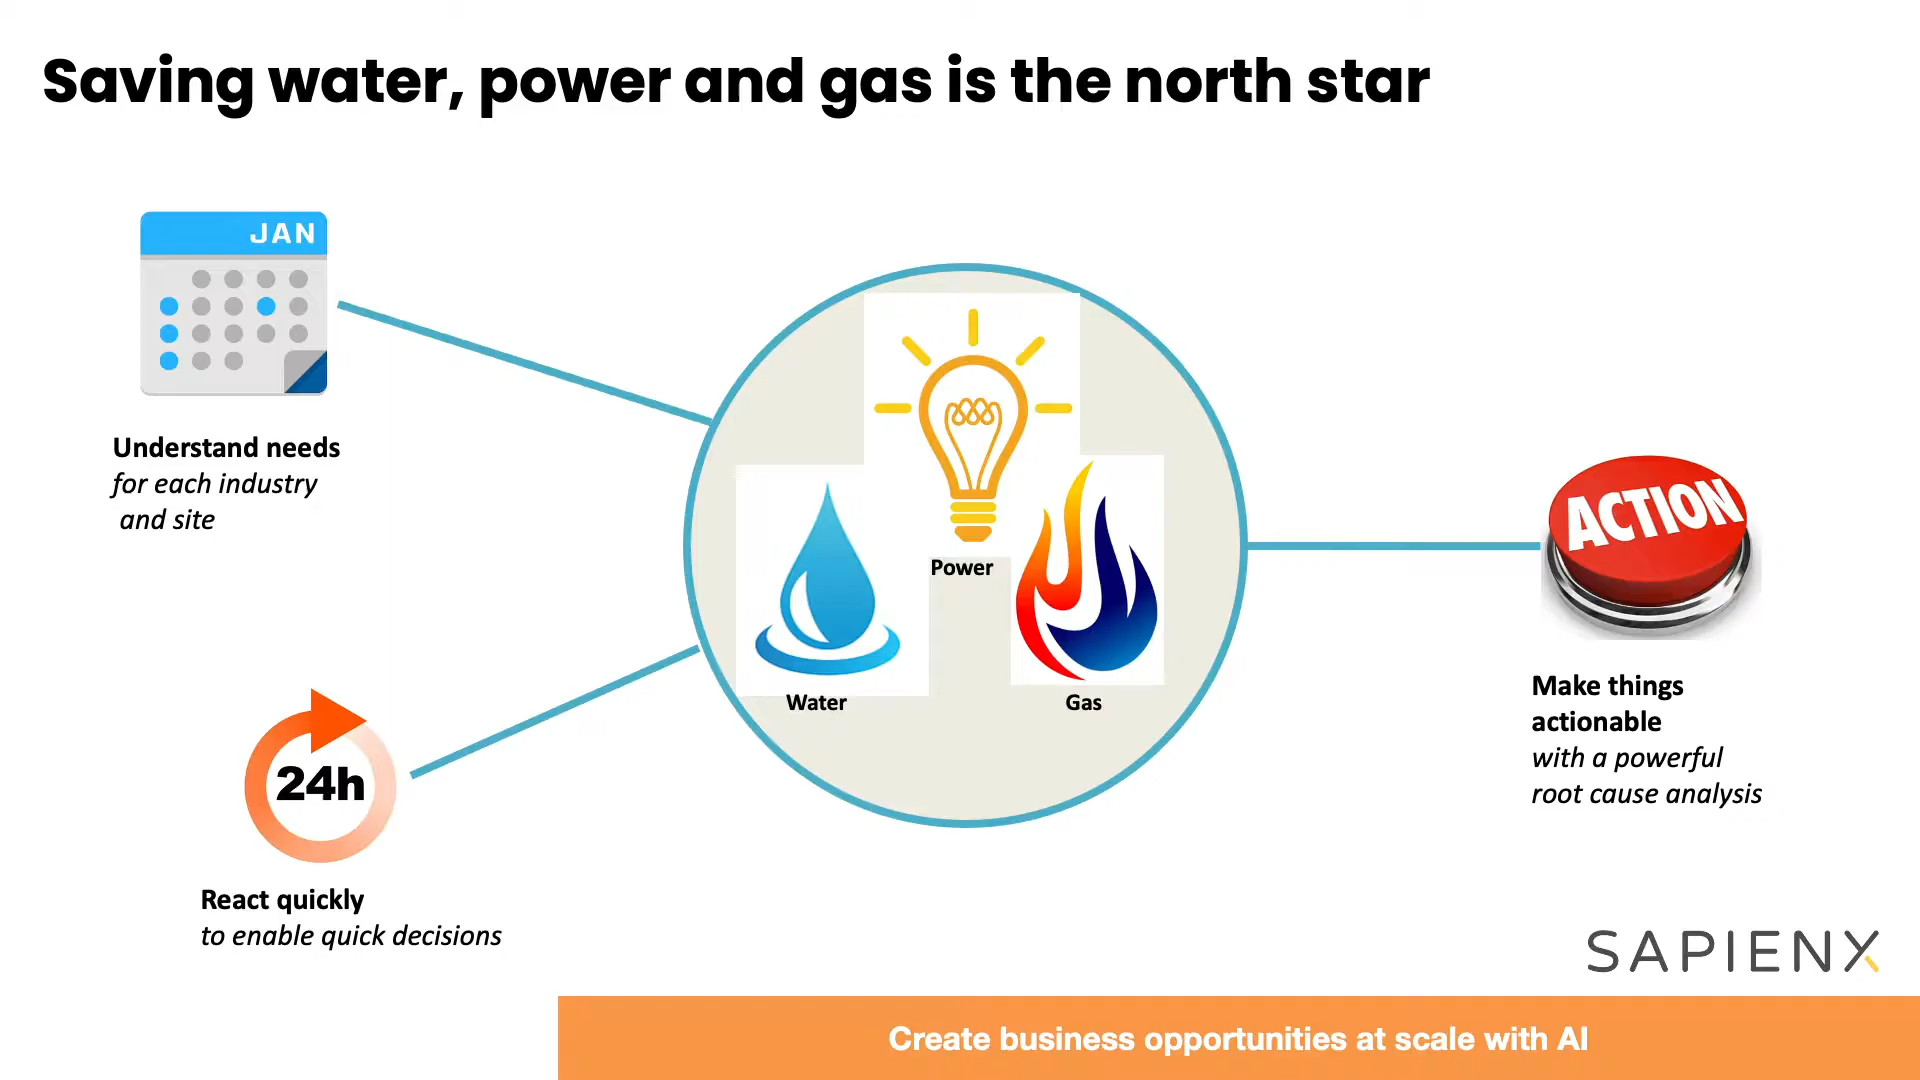 Saving water, power and gas is the north star
JAN
Understand needs
for each industry
and site
24h
React quickly
to enable quick decisions
Power
Water
Gas
ACTION
Make things
actionable
with a powerful
root cause analysis
SAPIENX
Create business opportunities at scale with AI